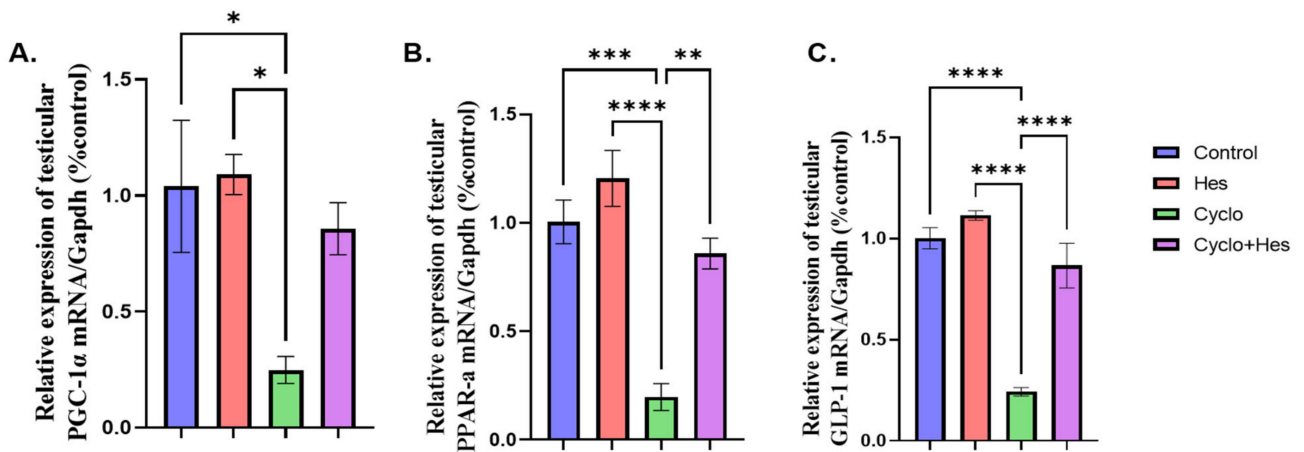 A.
Relative expression of testicular
PGC-1α mRNA/Gapdh (%control)
1.5
1.0
0.5
0.0
*
*
B.
Relative expression of testicular
PPAR-a mRNA/Gapdh (%control)
1.5
1.0
0.5
0.0
***
**
****
C.
Relative expression of testicular
GLP-1 mRNA/Gapdh (%control)
1.5
1.0
0.5
0.0
****
****
****
Control
Hes
Cyclo
Cyclo+Hes